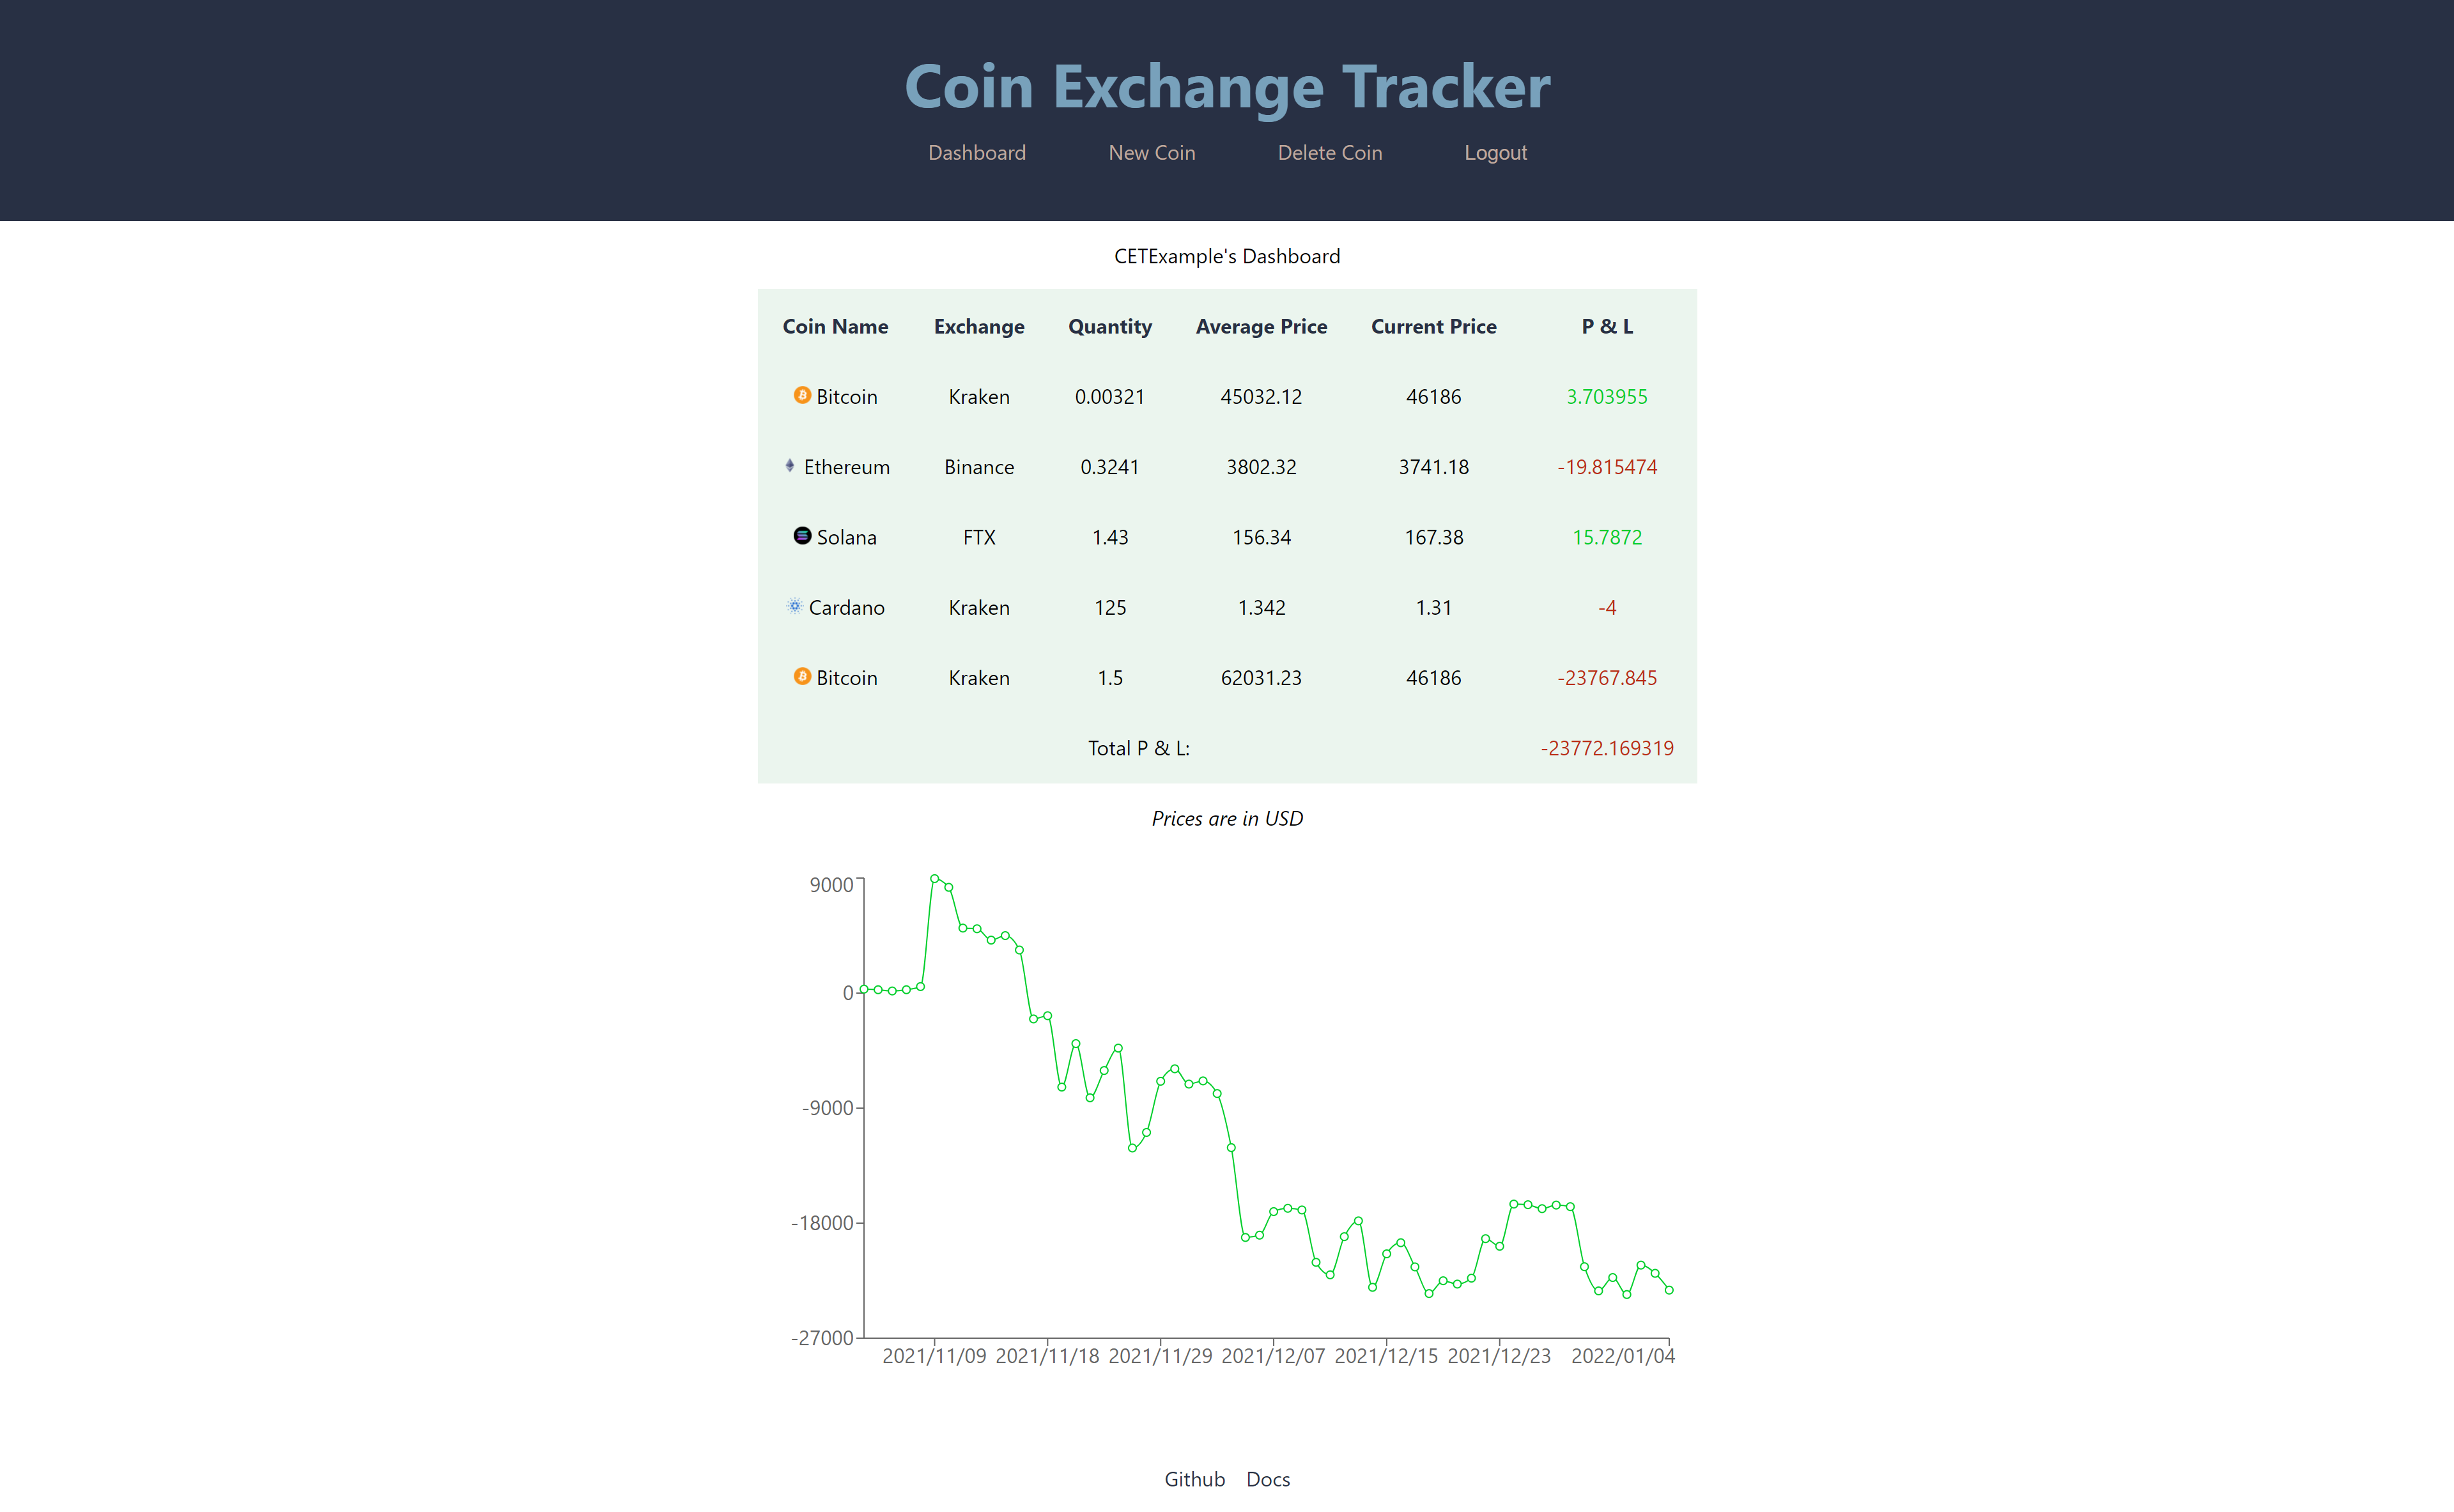 Coin Exchange Tracker
Dashboard New Coin Delete Coin Logout
CETExample's Dashboard
Coin Name Exchange Quantity Average Price Current Price P & L
Bitcoin Kraken 0.00321 45032.12 46186 3.703955
Ethereum Binance 0.3241 3802.32 3741.18 -19.815474
Solana FTX 1.43 156.34 167.38 15.7872
Cardano Kraken 125 1.342 1.31 -4
Bitcoin Kraken 1.5 62031.23 46186 -23767.845
Total P & L: -23772.169319
Prices are in USD
9000
0
-9000
-18000
-27000
2021/11/09 2021/11/18 2021/11/29 2021/12/07 2021/12/15 2021/12/23 2022/01/04
Github Docs